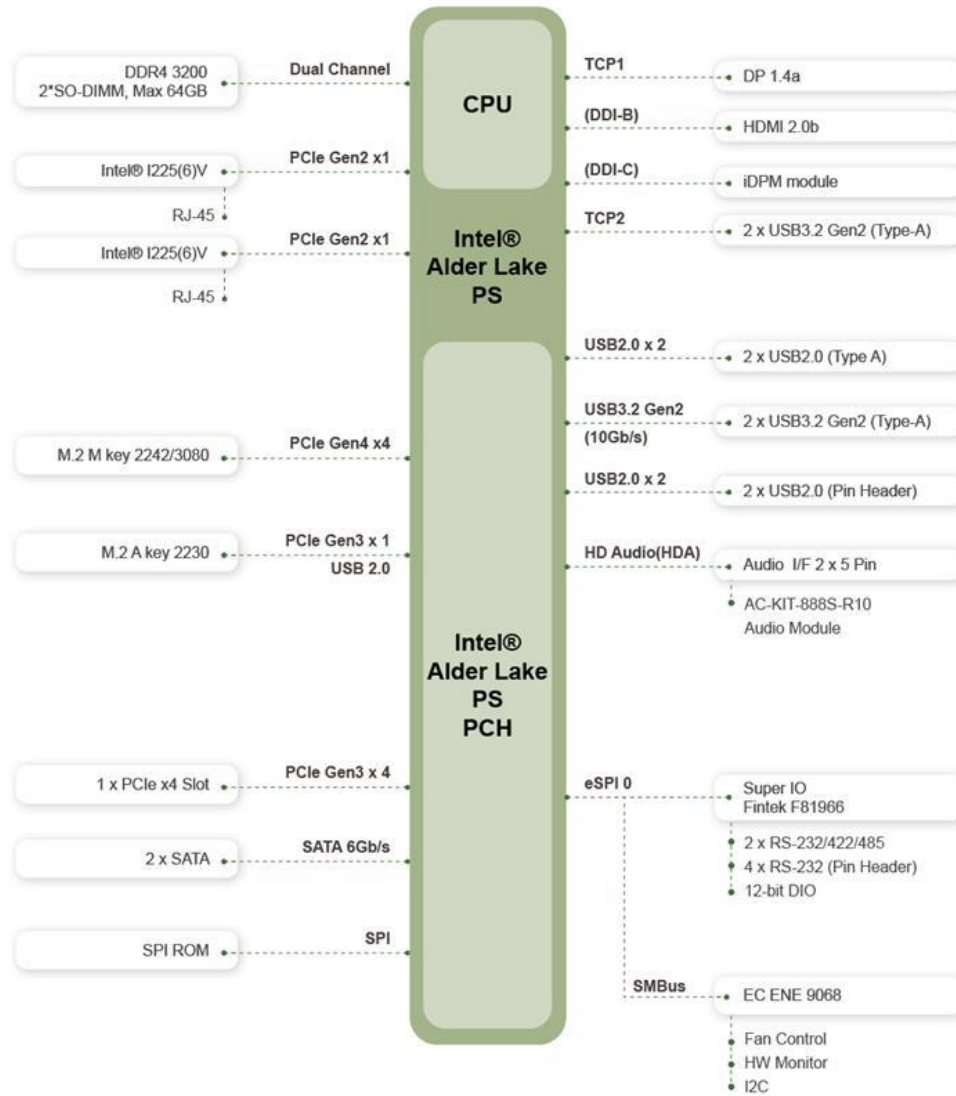 DDR4 3200
2*SO-DIMM, Max 64GB
Dual Channel
Intel® I225(6)V
PCIe Gen2 x1
RJ-45
Intel® I225(6)V
PCIe Gen2 x1
RJ-45
M.2 M key 2242/3080
PCIe Gen4 x4
M.2 A key 2230
PCIe Gen3 x 1
USB 2.0
1 x PCIe x4 Slot
PCIe Gen3 x 4
2 x SATA
SATA 6Gb/s
SPI ROM
SPI
CPU
Intel®
Alder Lake
PS
Intel®
Alder Lake
PS
PCH
TCP1
DP 1.4a
(DDI-B)
HDMI 2.0b
(DDI-C)
iDPM module
TCP2
2 x USB3.2 Gen2 (Type-A)
USB2.0 x 2
2 x USB2.0 (Type A)
USB3.2 Gen2
(10Gb/s)
2 x USB3.2 Gen2 (Type-A)
USB2.0 x 2
2 x USB2.0 (Pin Header)
HD Audio(HDA)
Audio I/F 2 x 5 Pin
AC-KIT-888S-R10
Audio Module
eSPI 0
Super IO
Fintek F81966
2 x RS-232/422/485
4 x RS-232 (Pin Header)
12-bit DIO
SMBus
EC ENE 9068
Fan Control
HW Monitor
I2C